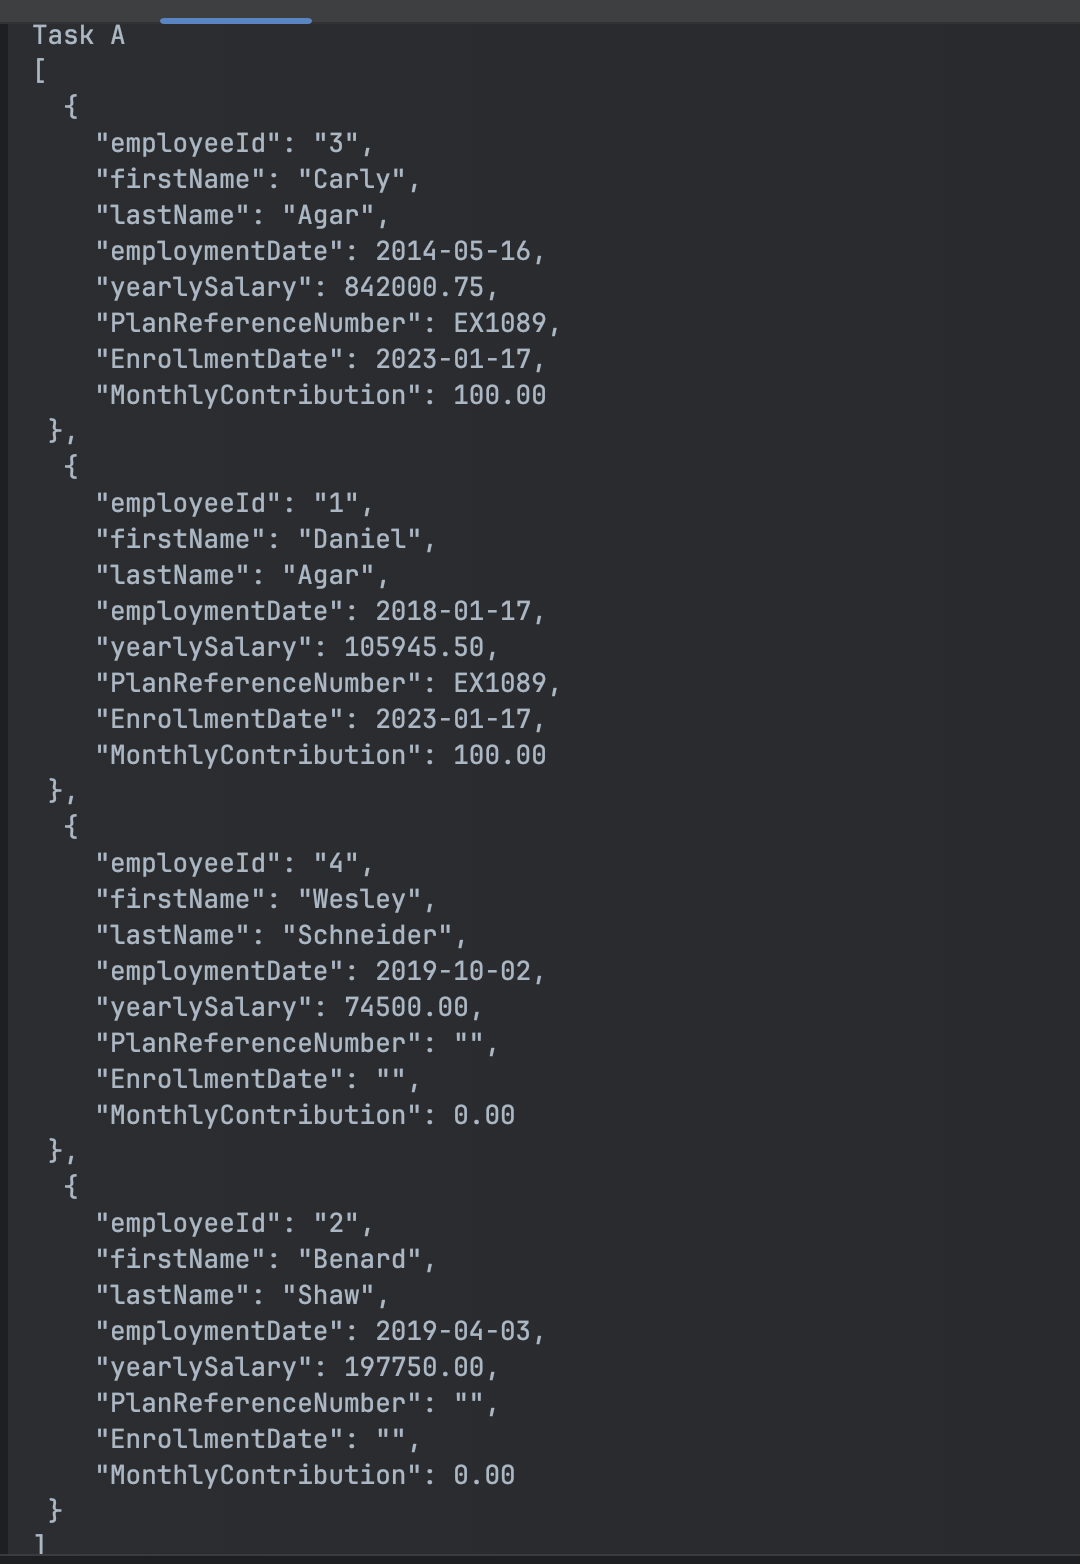 Task A
[
  {
    "employeeId": "3",
    "firstName": "Carly",
    "lastName": "Agar",
    "employmentDate": 2014-05-16,
    "yearlySalary": 842000.75,
    "PlanReferenceNumber": EX1089,
    "EnrollmentDate": 2023-01-17,
    "MonthlyContribution": 100.00
 },
  {
    "employeeId": "1",
    "firstName": "Daniel",
    "lastName": "Agar",
    "employmentDate": 2018-01-17,
    "yearlySalary": 105945.50,
    "PlanReferenceNumber": EX1089,
    "EnrollmentDate": 2023-01-17,
    "MonthlyContribution": 100.00
 },
  {
    "employeeId": "4",
    "firstName": "Wesley",
    "lastName": "Schneider",
    "employmentDate": 2019-10-02,
    "yearlySalary": 74500.00,
    "PlanReferenceNumber": "",
    "EnrollmentDate": "",
    "MonthlyContribution": 0.00
 },
  {
    "employeeId": "2",
    "firstName": "Benard",
    "lastName": "Shaw",
    "employmentDate": 2019-04-03,
    "yearlySalary": 197750.00,
    "PlanReferenceNumber": "",
    "EnrollmentDate": "",
    "MonthlyContribution": 0.00
 }
]